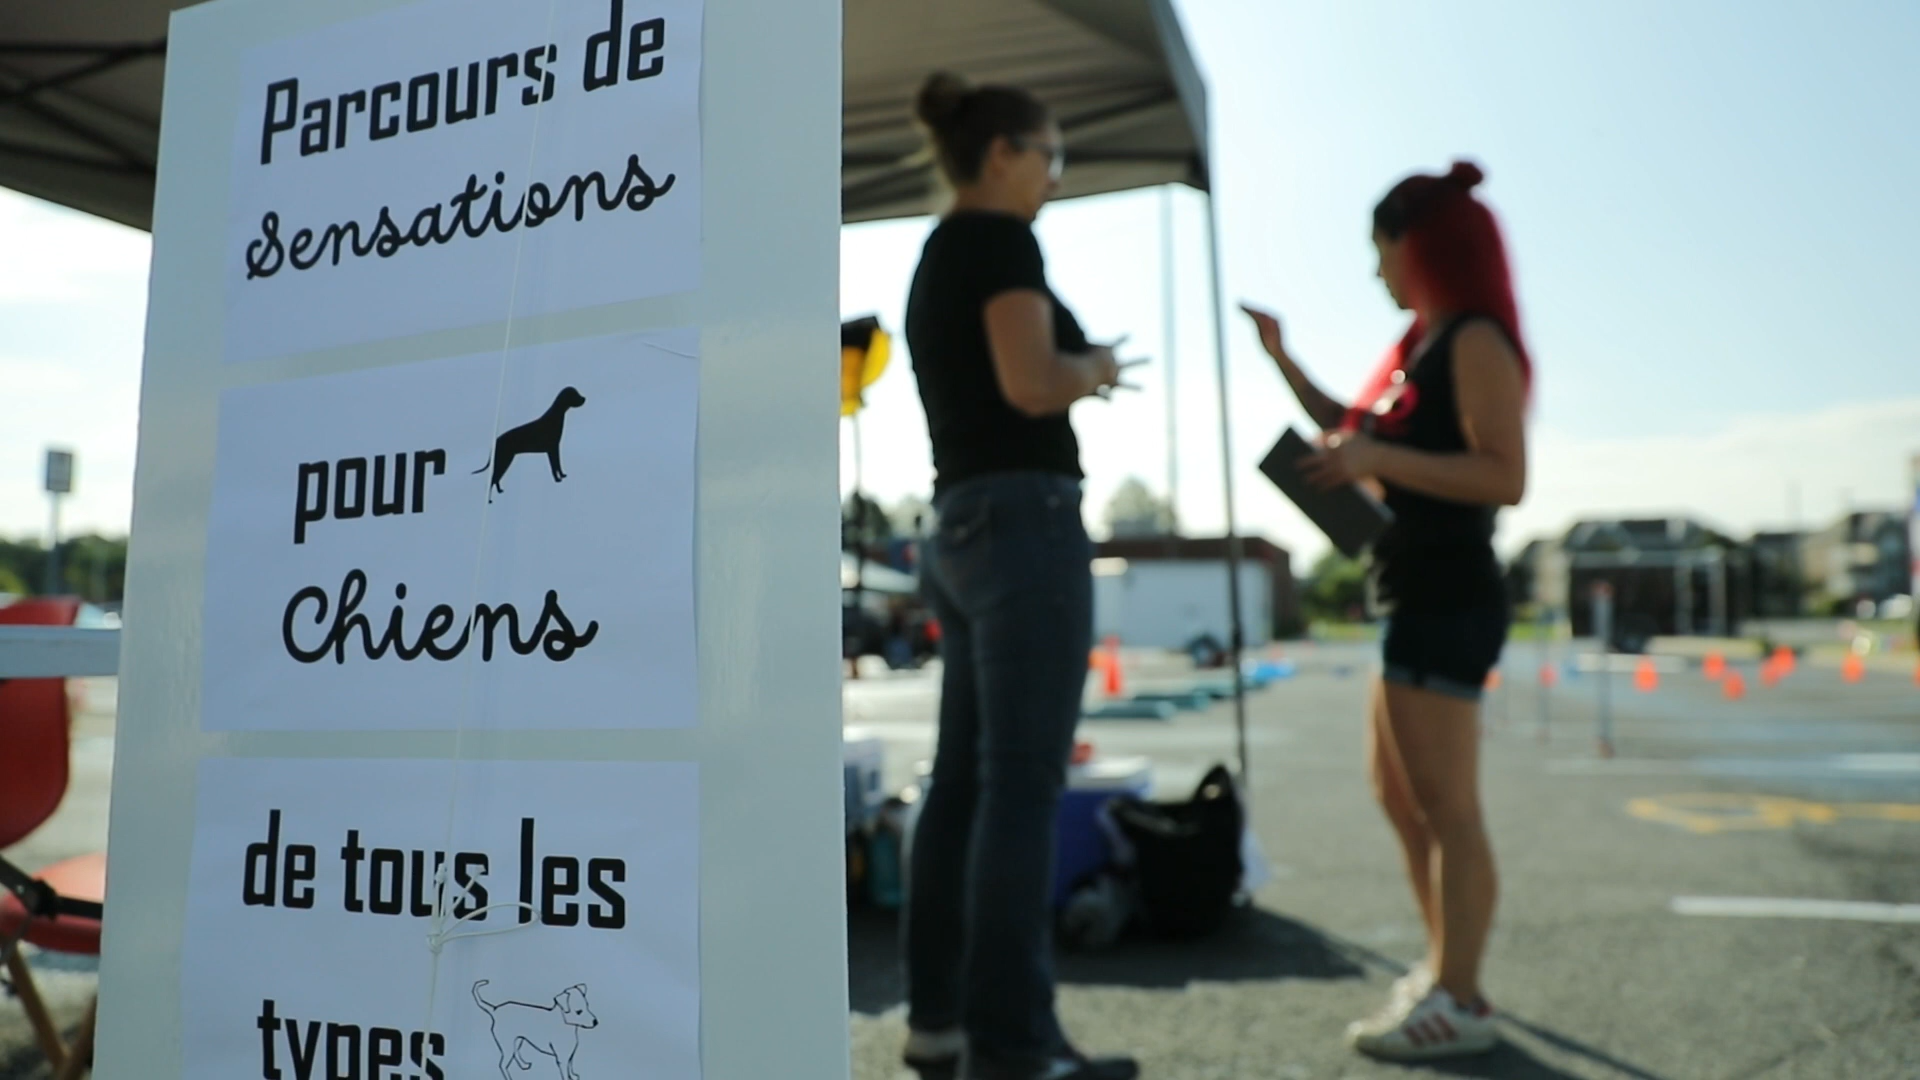 Parcours de
Sensations
pour
Chiens
de tous les
types